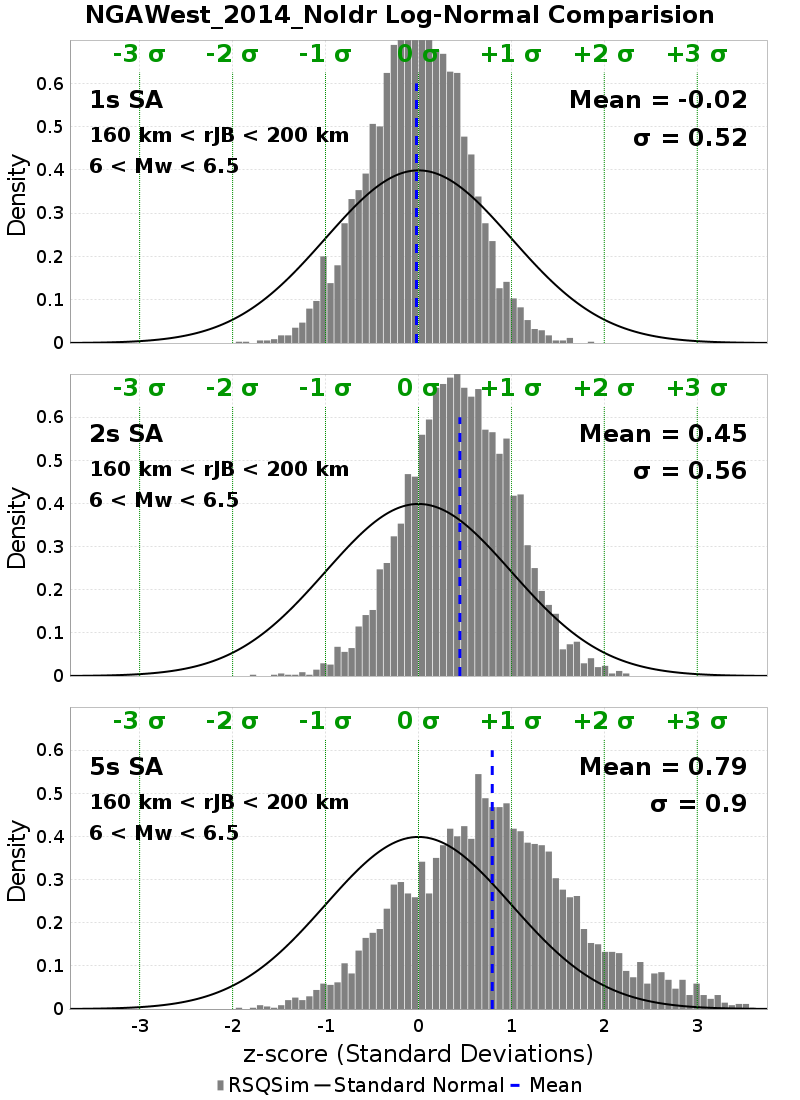 NGAWest_2014_NoIdr Log-Normal Comparision
-3 σ -2 σ -1 σ 0 σ +1 σ +2 σ +3 σ
1s SA
Mean = -0.02
160 km < rJB < 200 km
σ = 0.52
6 < Mw < 6.5
Density
0.6
0.5
0.4
0.3
0.2
0.1
0
-3 σ -2 σ -1 σ 0 σ +1 σ +2 σ +3 σ
2s SA
Mean = 0.45
160 km < rJB < 200 km
σ = 0.56
6 < Mw < 6.5
Density
0.6
0.5
0.4
0.3
0.2
0.1
0
-3 σ -2 σ -1 σ 0 σ +1 σ +2 σ +3 σ
5s SA
Mean = 0.79
160 km < rJB < 200 km
σ = 0.9
6 < Mw < 6.5
Density
0.6
0.5
0.4
0.3
0.2
0.1
0
-3 -2 -1 0 1 2 3
z-score (Standard Deviations)
RSQSim Standard Normal Mean